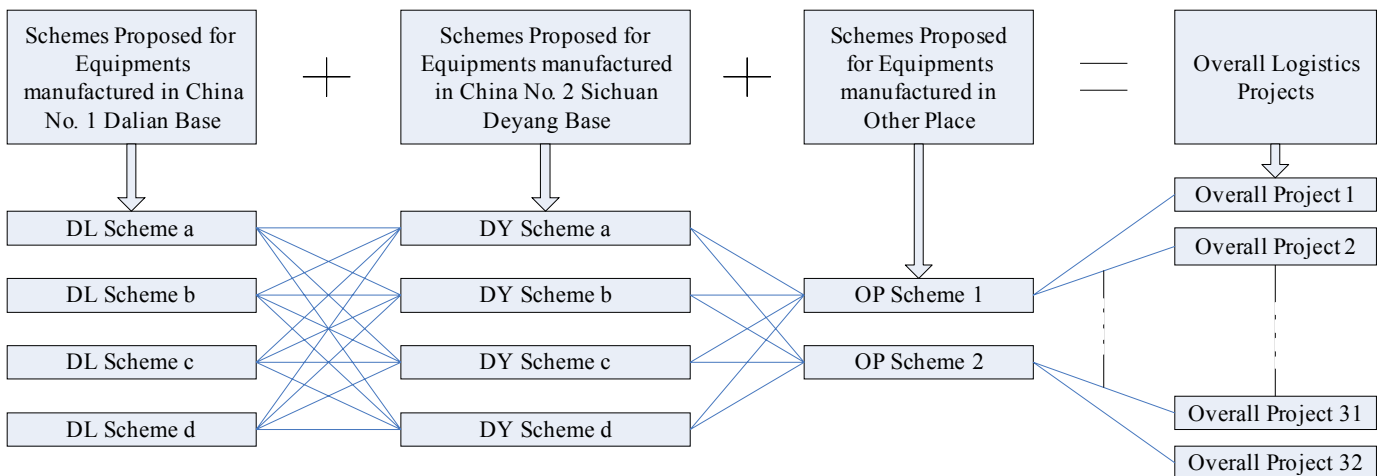 Schemes Proposed for
Equipments
manufactured in China
No. 1 Dalian Base
Schemes Proposed for
Equipments manufactured
in China No. 2 Sichuan
Deyang Base
Schemes Proposed
for Equipments
manufactured in
Other Place
Overall Logistics
Projects
DL Scheme a
DL Scheme b
DL Scheme c
DL Scheme d
DY Scheme a
DY Scheme b
DY Scheme c
DY Scheme d
OP Scheme 1
OP Scheme 2
Overall Project 1
Overall Project 2
Overall Project 31
Overall Project 32